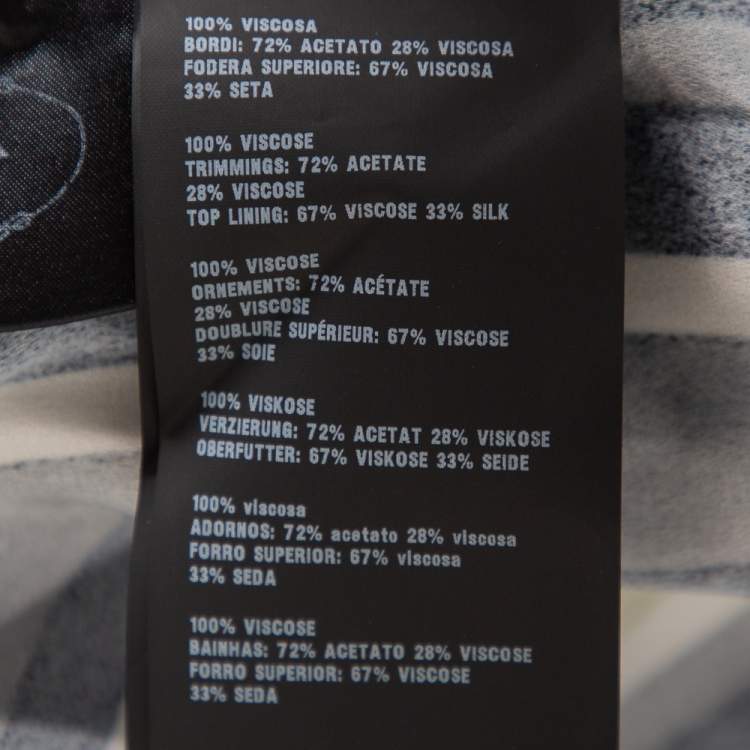 100% VISCOSA
BORDI: 72% ACETATO 28% VISCOSA
FODERA SUPERIORE: 67% VISCOSA
33% SETA
100% VISCOSE
TRIMMINGS: 72% ACETATE
28% VISCOSE
TOP LINING: 67% VISCOSE 33% SILK
100% VISCOSE
ORNEMENTS: 72% ACÉTATE
28% VISCOSE
DOUBLURE SUPÉRIEUR: 67% VISCOSE
33% SOIE
100% VISKOSE
VERZIERUNG: 72% ACETAT 28% VISKOSE
OBERFUTTER: 67% VISKOSE 33% SEIDE
100% viscosa
ADORNOS: 72% acetato 28% viscosa
FORRO SUPERIOR: 67% viscosa
33% SEDA
100% VISCOSE
BAINHAS: 72% ACETATO 28% VISCOSE
FORRO SUPERIOR: 67% VISCOSE
33% SEDA